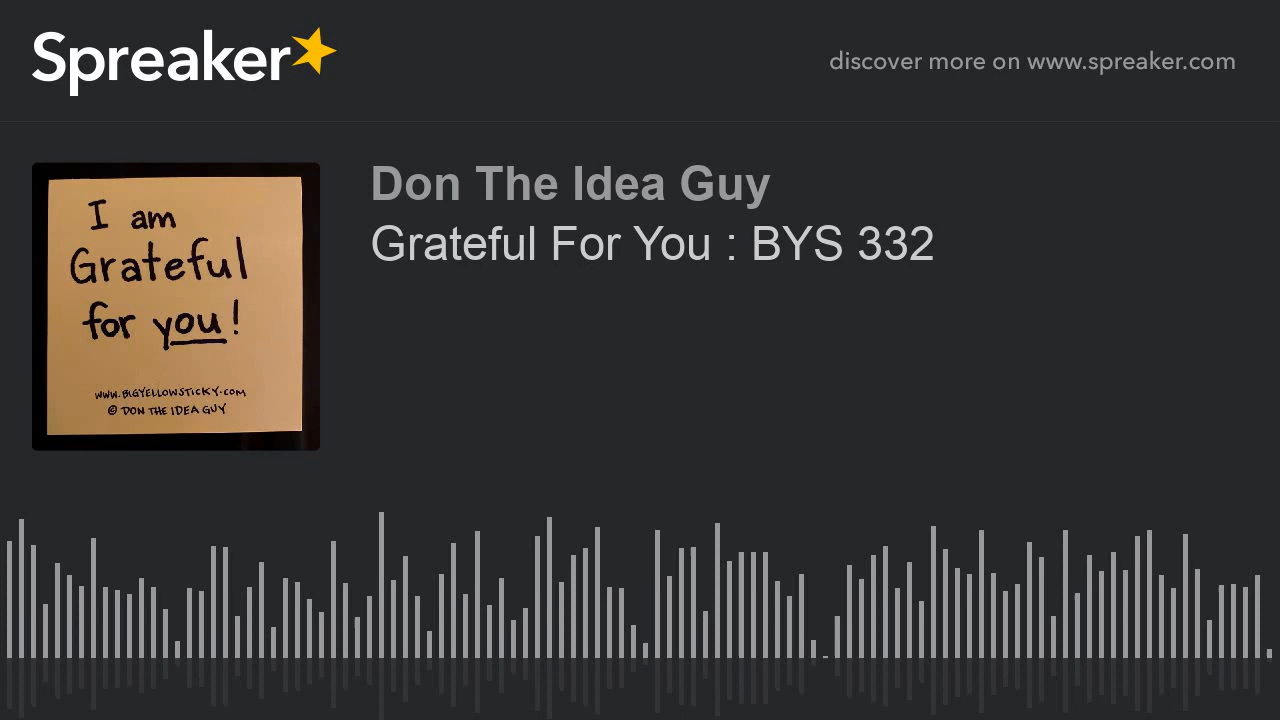 Spreaker
discover more on www.spreaker.com
Don The Idea Guy
Grateful For You : BYS 332
I am
Grateful
for you!
WWW.BIGYELLOWSTICKY.COM
© DON THE IDEA GUY